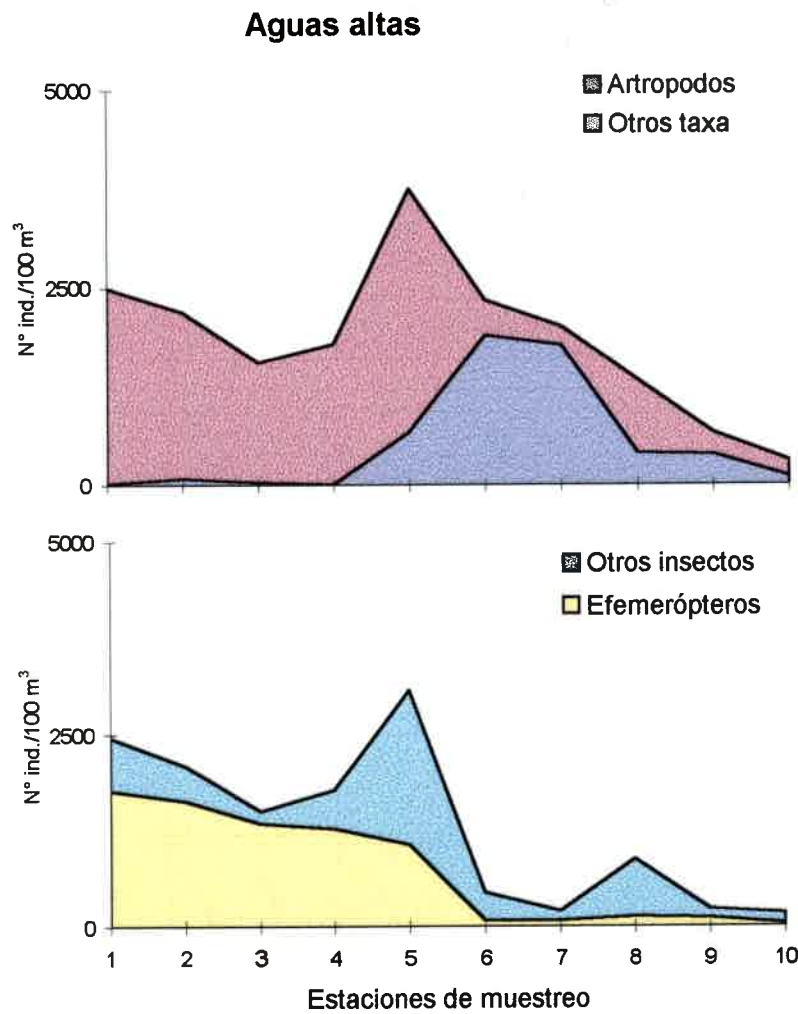 Aguas altas
Artropodos
Otros taxa
N° ind./100 m³
5000
2500
0
Otros insectos
Efemerópteros
N° ind./100 m³
5000
2500
0
1 2 3 4 5 6 7 8 9 10
Estaciones de muestreo